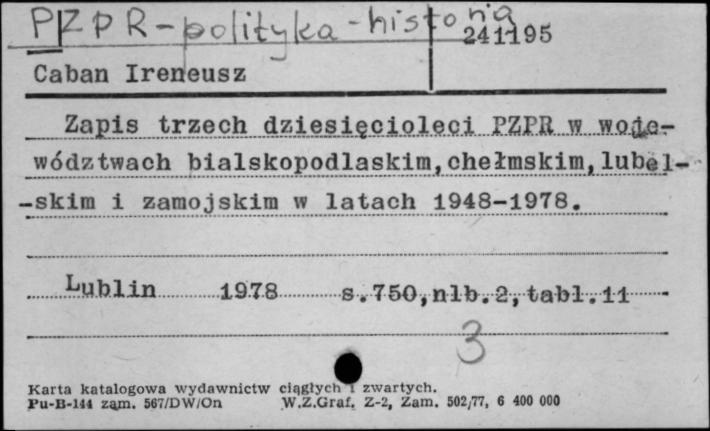 PZPR-polityka-historia
241195
Caban Ireneusz
Zapis trzech dziesięcioleci PZPR w woje-
wództwach bialskopodlaskim, chełmskim, lubel-
-skim i zamojskim w latach 1948-1978.
Lublin 1978 s.750,nlb.2,tabl.11
3
Karta katalogowa wydawnictw ciągłych i zwartych.
Pu-B-144 zam. 567/DW/On W.Z.Graf. Z-2, Zam. 502/77, 6 400 000